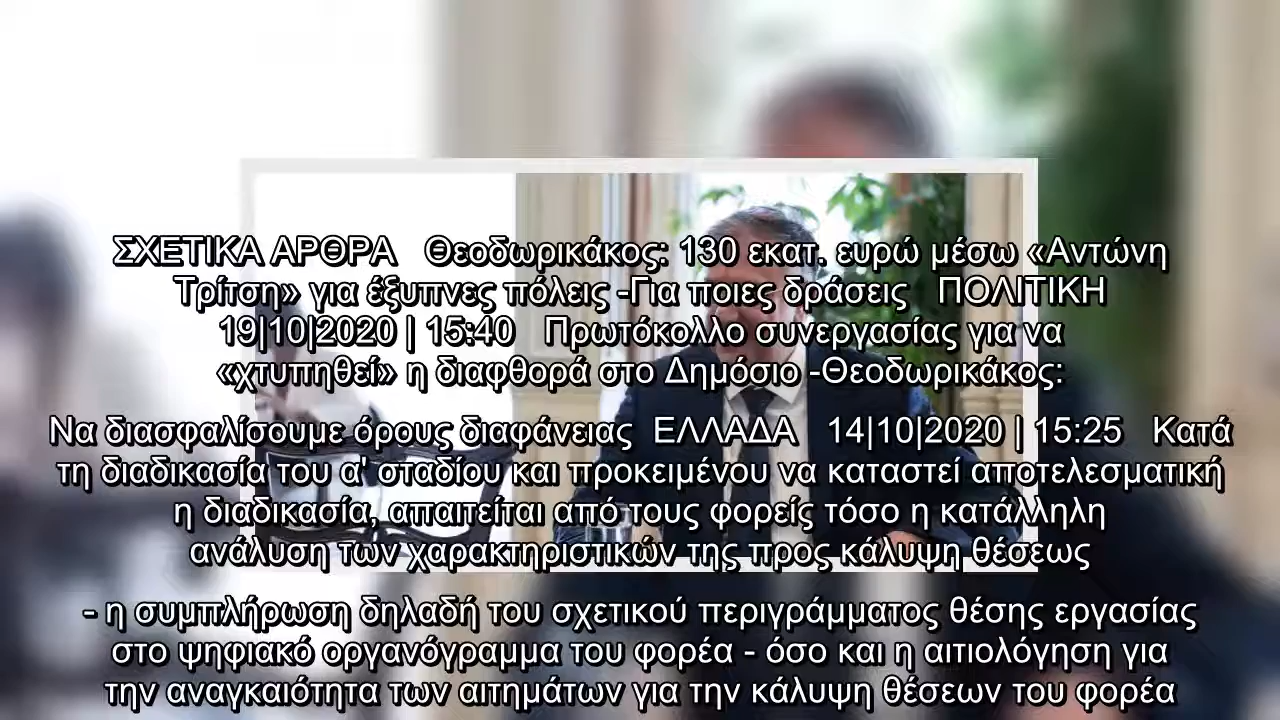 ΣΧΕΤΙΚΑ ΑΡΘΡΑ Θεοδωρικάκος: 130 εκατ. ευρώ μέσω «Αντώνη
Τρίτση» για έξυπνες πόλεις -Για ποιες δράσεις ΠΟΛΙΤΙΚΗ
19|10|2020 | 15:40 Πρωτόκολλο συνεργασίας για να
«χτυπηθεί» η διαφθορά στο Δημόσιο -Θεοδωρικάκος:
Να διασφαλίσουμε όρους διαφάνειας ΕΛΛΑΔΑ 14|10|2020 | 15:25 Κατά
τη διαδικασία του α' σταδίου και προκειμένου να καταστεί αποτελεσματική
η διαδικασία, απαιτείται από τους φορείς τόσο η κατάλληλη
ανάλυση των χαρακτηριστικών της προς κάλυψη θέσεως
- η συμπλήρωση δηλαδή του σχετικού περιγράμματος θέσης εργασίας
στο ψηφιακό οργανόγραμμα του φορέα - όσο και η αιτιολόγηση για
την αναγκαιότητα των αιτημάτων για την κάλυψη θέσεων του φορέα